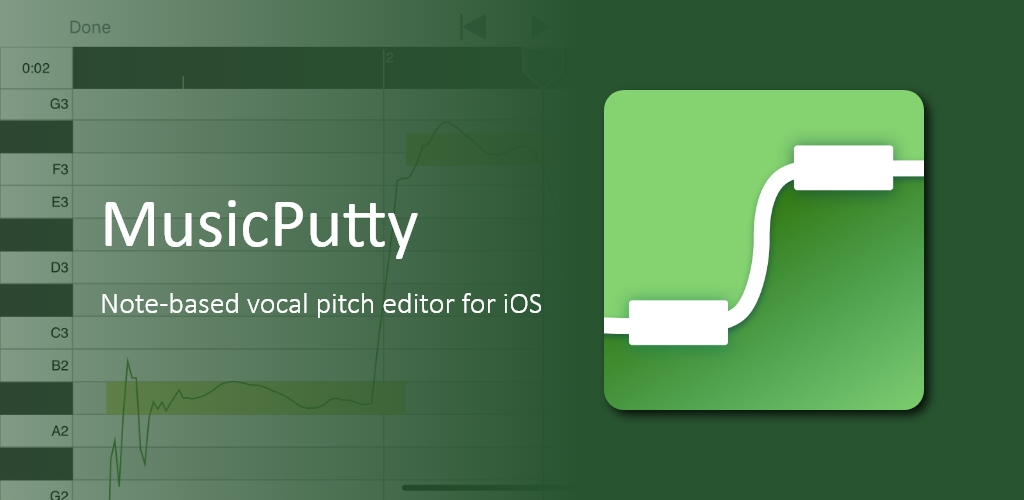 Done
2
0:02
G3
F3
E3
MusicPutty
D3
Note-based vocal pitch editor for iOS
C3
B2
A2
G2